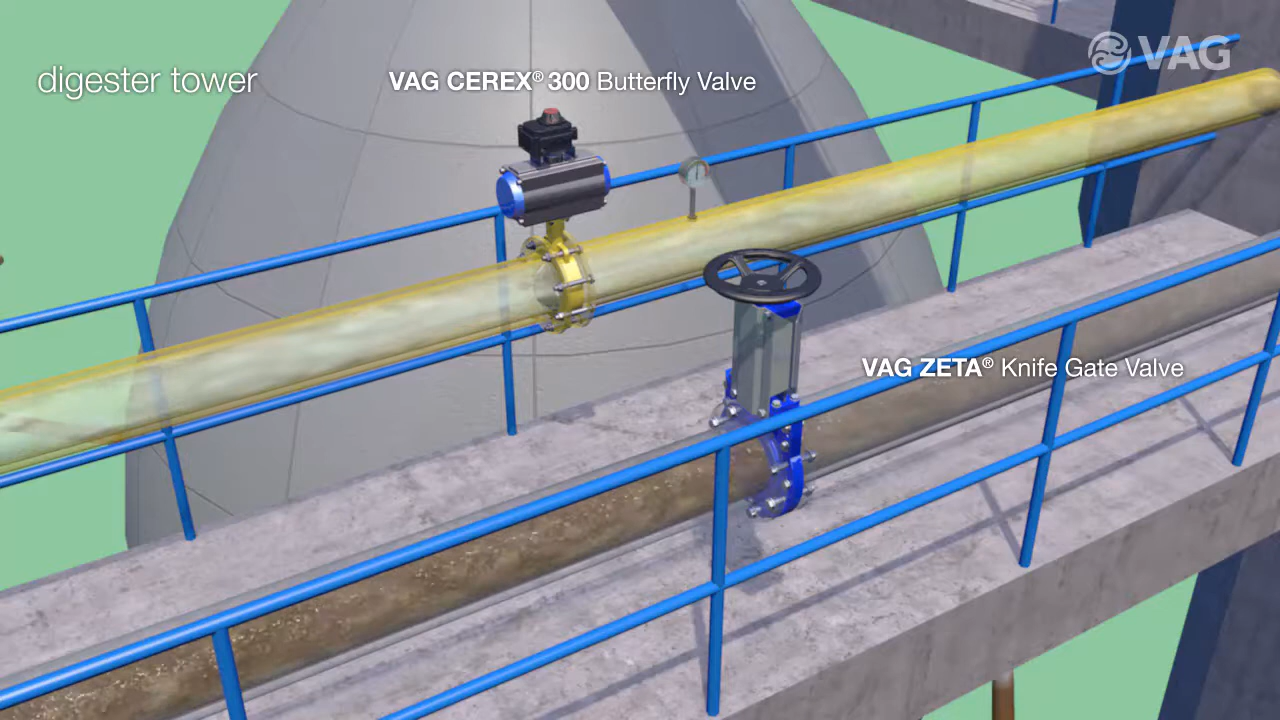 digester tower
VAG CEREX® 300 Butterfly Valve
VAG
VAG ZETA® Knife Gate Valve